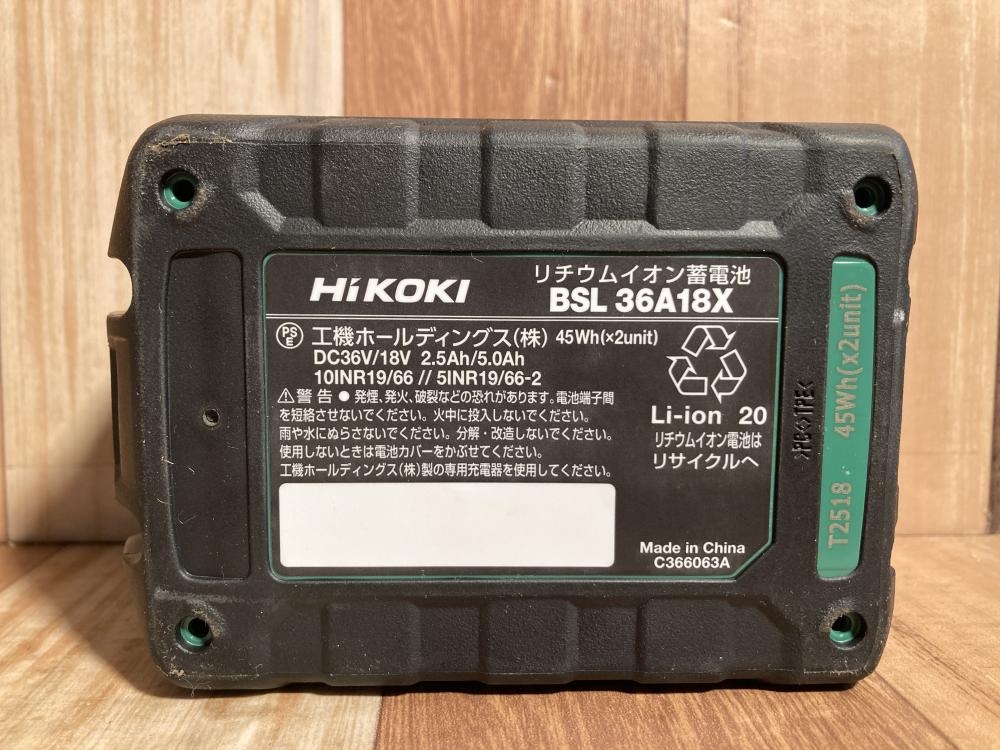 HiKOKI
リチウムイオン蓄電池
BSL 36A18X
PS
E
工機ホールディングス(株) 45Wh(×2unit)
DC36V/18V 2.5Ah/5.0Ah
10INR19/66 // 5INR19/66-2
⚠警告 ● 発煙、発火、破裂などの恐れがあります。電池端子間
を短絡させないでください。火中に投入しないでください。
雨や水にぬらさないでください。分解・改造しないでください。
使用しないときは電池カバーをかぶせてください。
工機ホールディングス(株)製の専用充電器を使用してください。
Li-ion 20
リチウムイオン電池は
リサイクルへ
Made in China
C366063A
>PC<>TPE<
T2518 45Wh(x2unit)